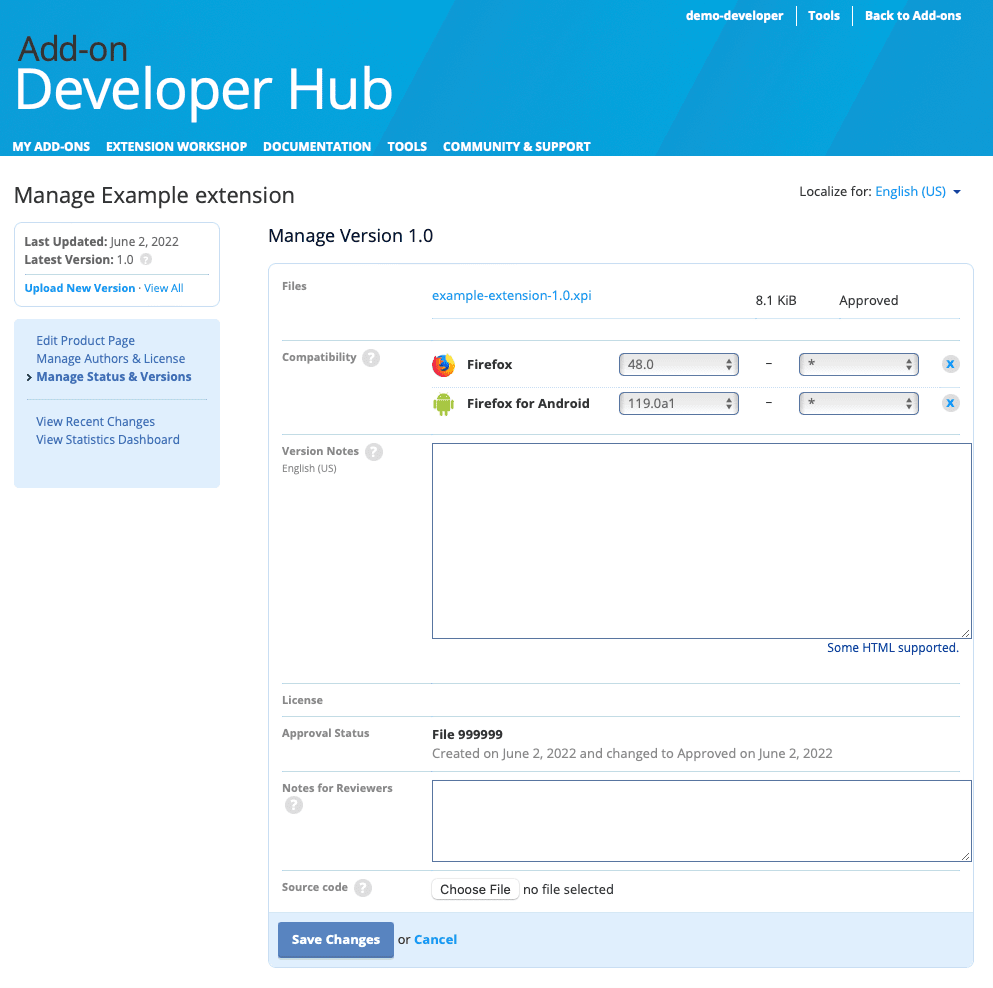 demo-developer Tools Back to Add-ons
Add-on
Developer Hub
MY ADD-ONS EXTENSION WORKSHOP DOCUMENTATION TOOLS COMMUNITY & SUPPORT
Manage Example extension
Localize for: English (US)
Last Updated: June 2, 2022
Latest Version: 1.0 ?
Upload New Version · View All
Edit Product Page
Manage Authors & License
Manage Status & Versions
View Recent Changes
View Statistics Dashboard
Manage Version 1.0
Files
example-extension-1.0.xpi 8.1 KiB Approved
Compatibility ?
Firefox 48.0 – * x
Firefox for Android 119.0a1 – * x
Version Notes ?
English (US)
Some HTML supported.
License
Approval Status
File 999999
Created on June 2, 2022 and changed to Approved on June 2, 2022
Notes for Reviewers
?
Source code ?
Choose File no file selected
Save Changes or Cancel